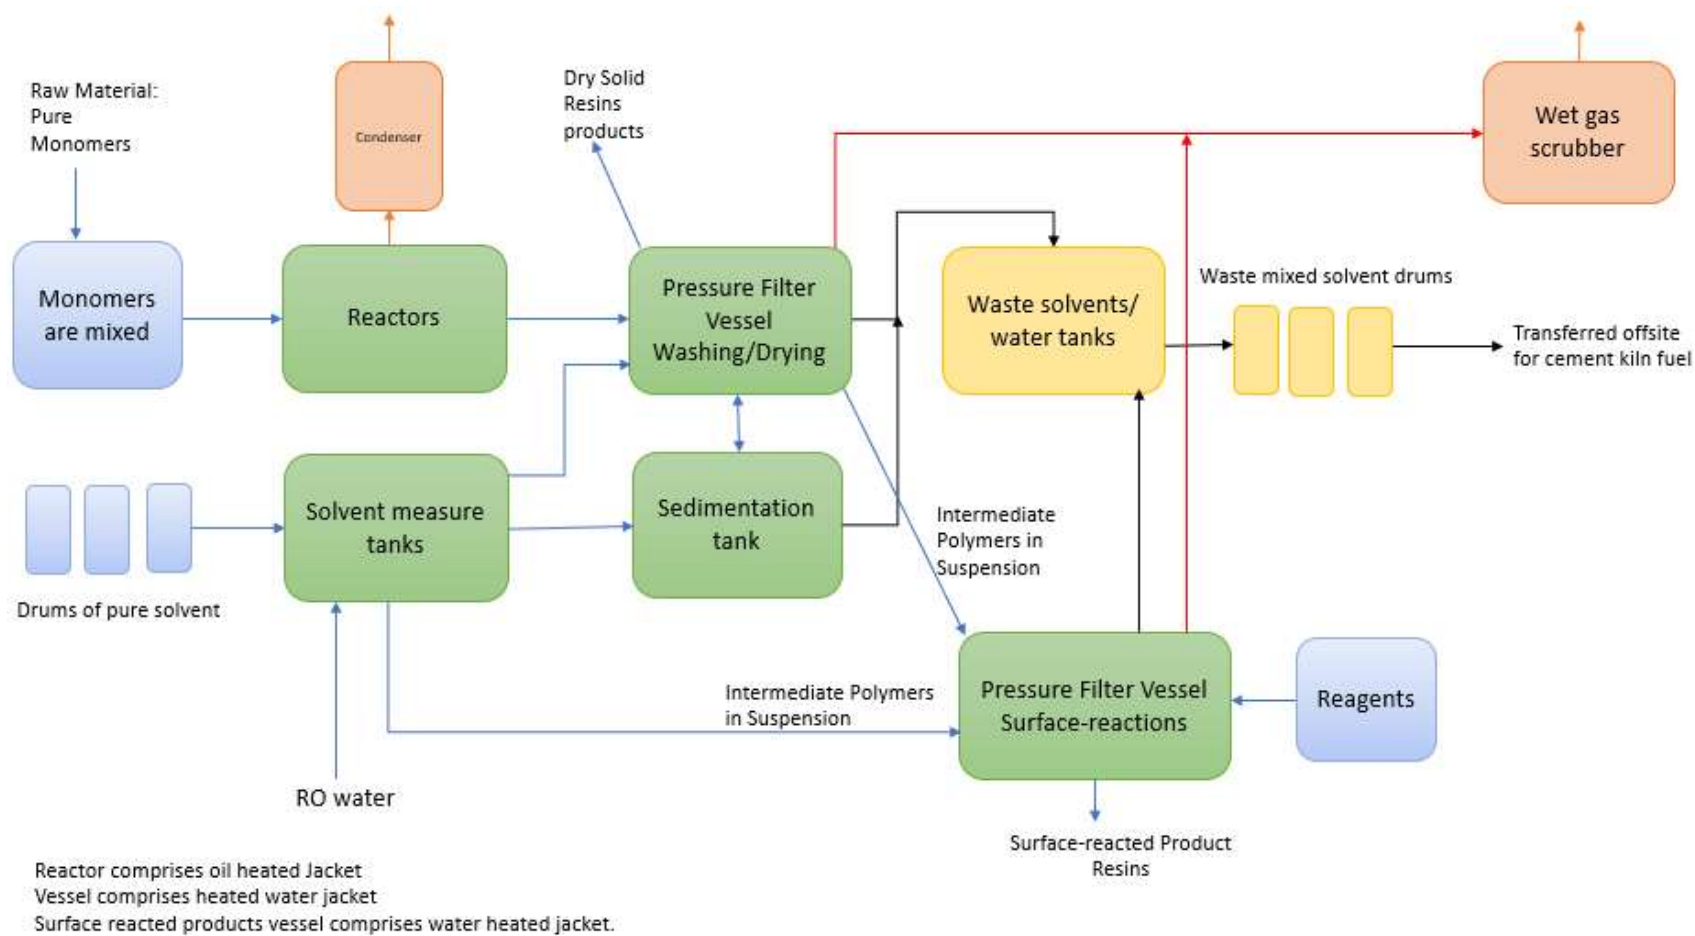 Raw Material:
Pure
Monomers
Condenser
Dry Solid
Resins
products
Wet gas
scrubber
Monomers
are mixed
Reactors
Pressure Filter
Vessel
Washing/Drying
Waste solvents/
water tanks
Waste mixed solvent drums
Transferred offsite
for cement kiln fuel
Solvent measure
tanks
Sedimentation
tank
Intermediate
Polymers in
Suspension
Drums of pure solvent
Intermediate Polymers
in Suspension
Pressure Filter Vessel
Surface-reactions
Reagents
RO water
Surface-reacted Product
Resins
Reactor comprises oil heated Jacket
Vessel comprises heated water jacket
Surface reacted products vessel comprises water heated jacket.